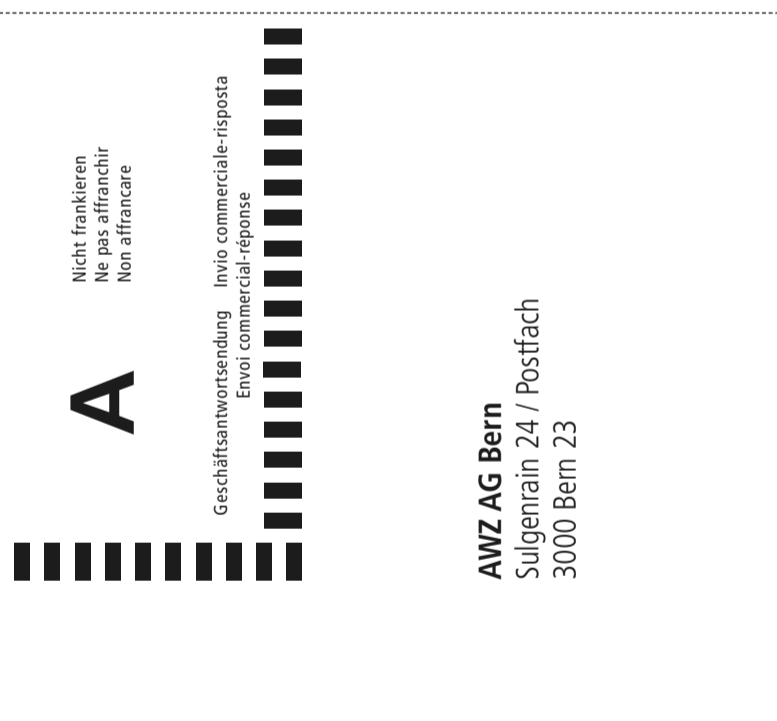 A
Nicht frankieren
Ne pas affranchir
Non affrancare
Geschäftsantwortsendung Invio commerciale-risposta
Envoi commercial-réponse
AWZ AG Bern
Sulgenrain 24 / Postfach
3000 Bern 23